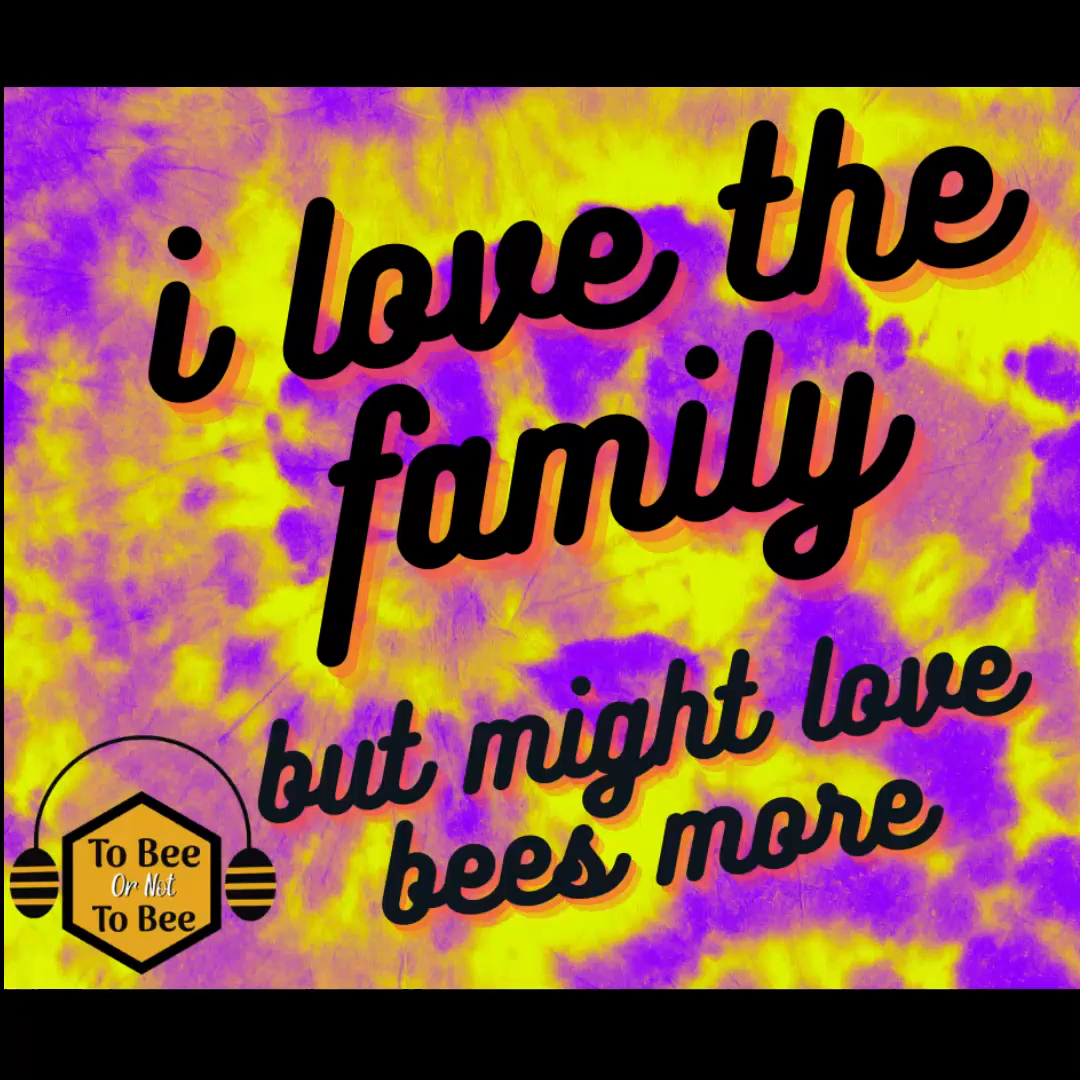 i love the
family
but might love
bees more
To Bee
Or Not
To Bee